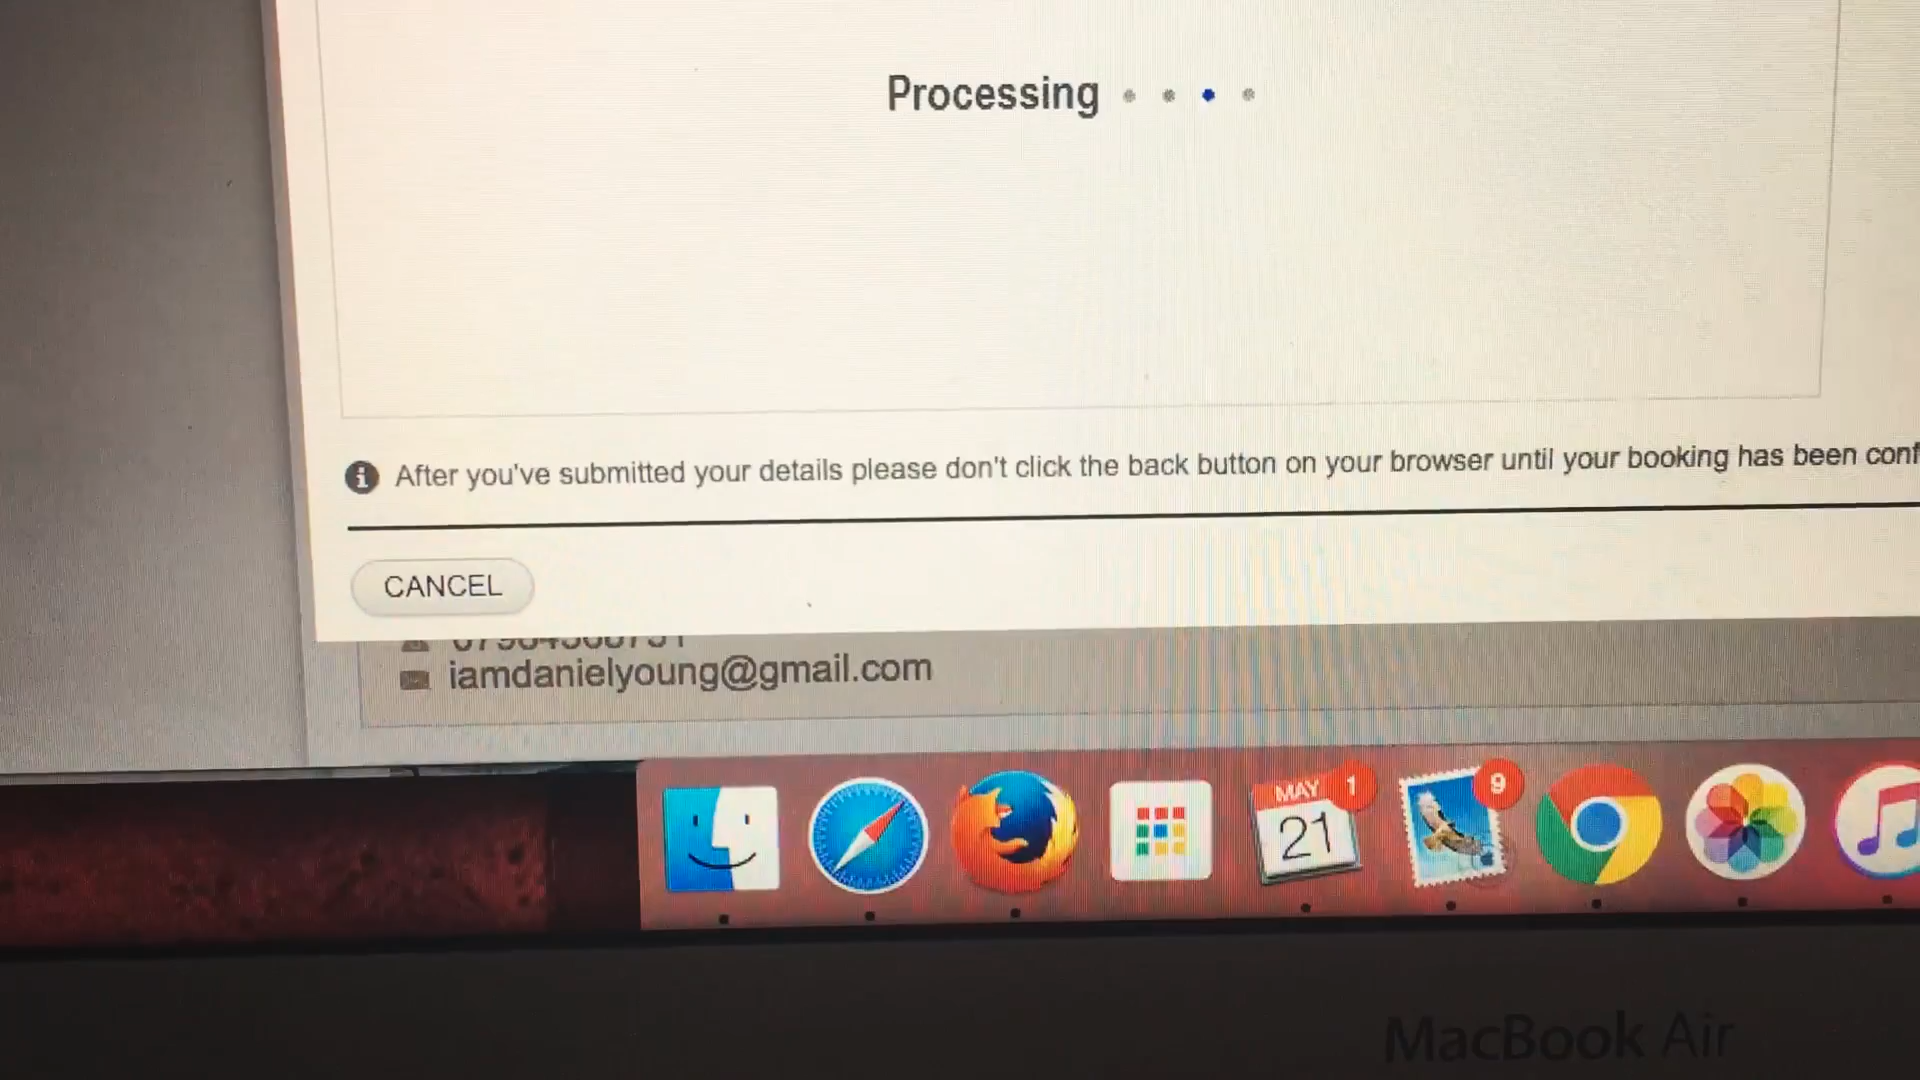 Processing
After you've submitted your details please don't click the back button on your browser until your booking has been conf
CANCEL
iamdanielyoung@gmail.com
MAY
1
21
9
MacBook Air